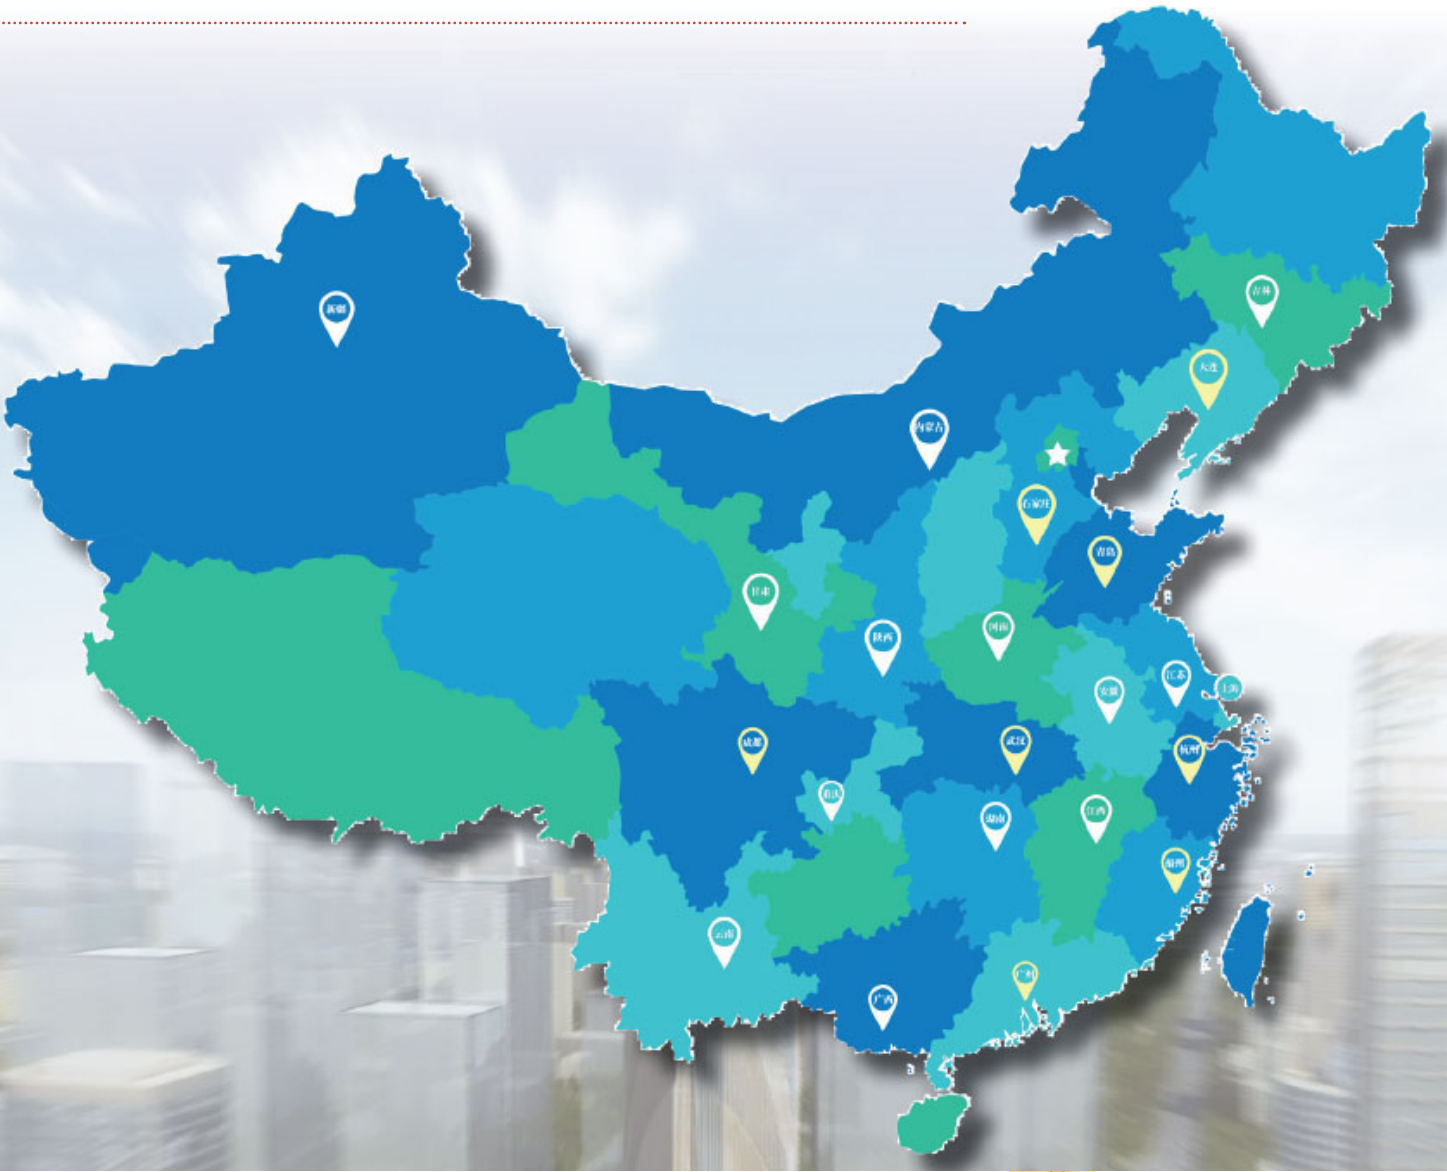 新疆
吉林
大连
内蒙古
石家庄
青岛
甘肃
河南
陕西
江苏
上海
安徽
成都
武汉
杭州
重庆
湖南
江西
福州
云南
广州
广西